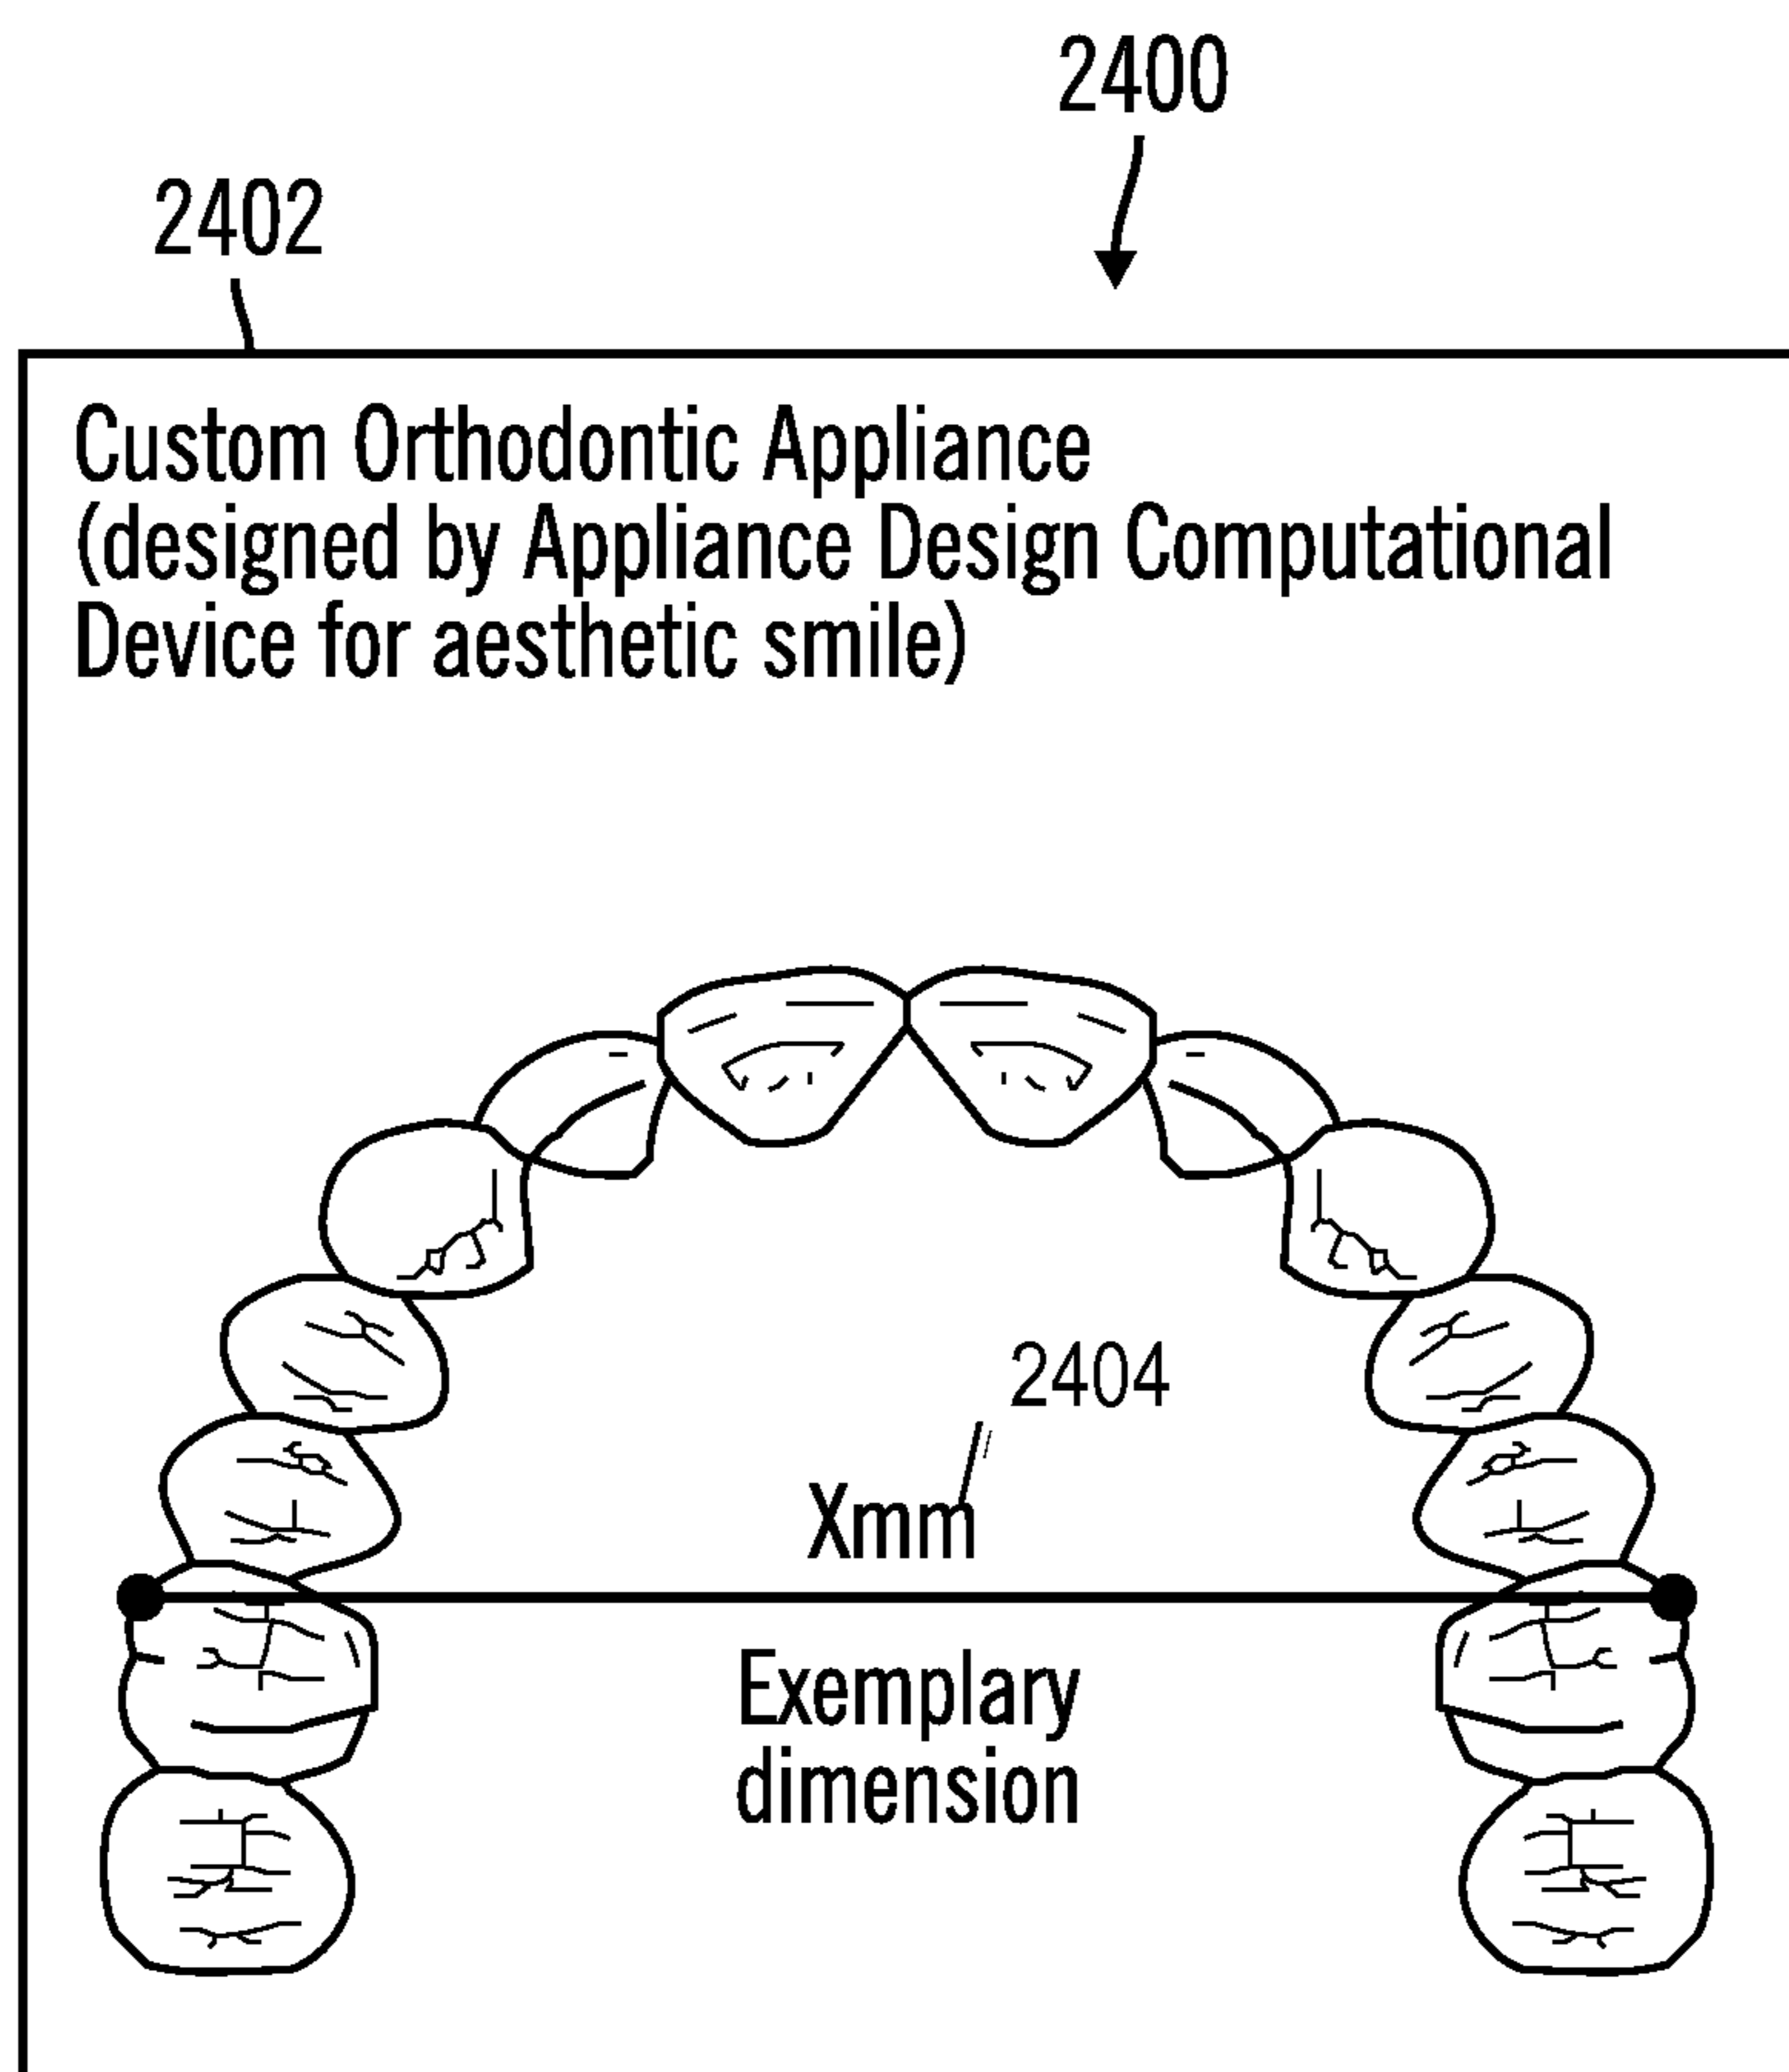 2400
2402
Custom Orthodontic Appliance
(designed by Appliance Design Computational
Device for aesthetic smile)
2404
Xmm
Exemplary
dimension